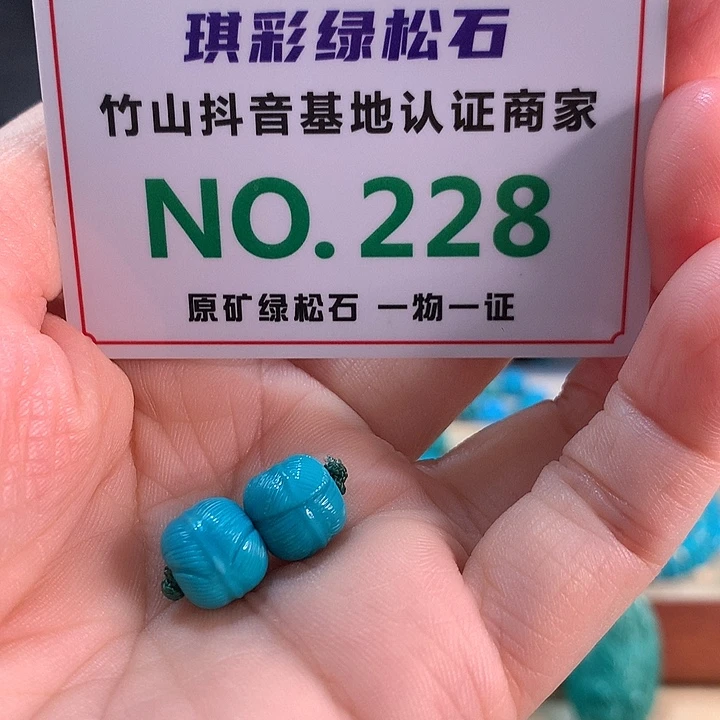 琪彩绿松石
竹山抖音基地认证商家
NO.228
原矿绿松石 一物一证